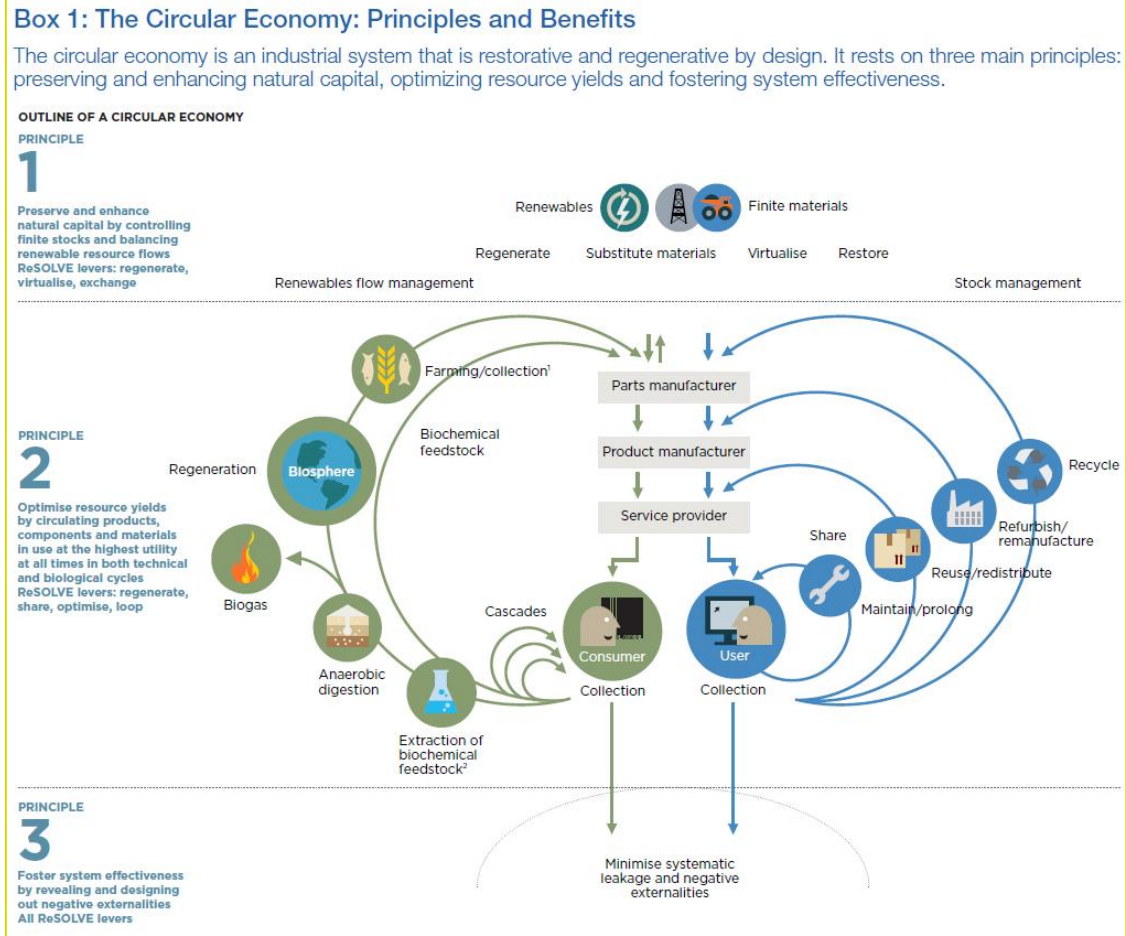 Box 1: The Circular Economy: Principles and Benefits
The circular economy is an industrial system that is restorative and regenerative by design. It rests on three main principles:
preserving and enhancing natural capital, optimizing resource yields and fostering system effectiveness.
OUTLINE OF A CIRCULAR ECONOMY
PRINCIPLE
1
Preserve and enhance
natural capital by controlling
finite stocks and balancing
renewable resource flows
ReSOLVE levers: regenerate,
virtualise, exchange
Renewables
Finite materials
Regenerate
Substitute materials
Virtualise
Restore
Renewables flow management
Stock management
PRINCIPLE
2
Optimise resource yields
by circulating products,
components and materials
in use at the highest utility
at all times in both technical
and biological cycles
ReSOLVE levers: regenerate,
share, optimise, loop
Farming/collection¹
Biochemical
feedstock
Regeneration
Biosphere
Biogas
Anaerobic
digestion
Extraction of
biochemical
feedstock²
Cascades
Parts manufacturer
Product manufacturer
Service provider
Consumer
Collection
User
Collection
Share
Maintain/prolong
Reuse/redistribute
Refurbish/
remanufacture
Recycle
PRINCIPLE
3
Foster system effectiveness
by revealing and designing
out negative externalities
All ReSOLVE levers
Minimise systematic
leakage and negative
externalities